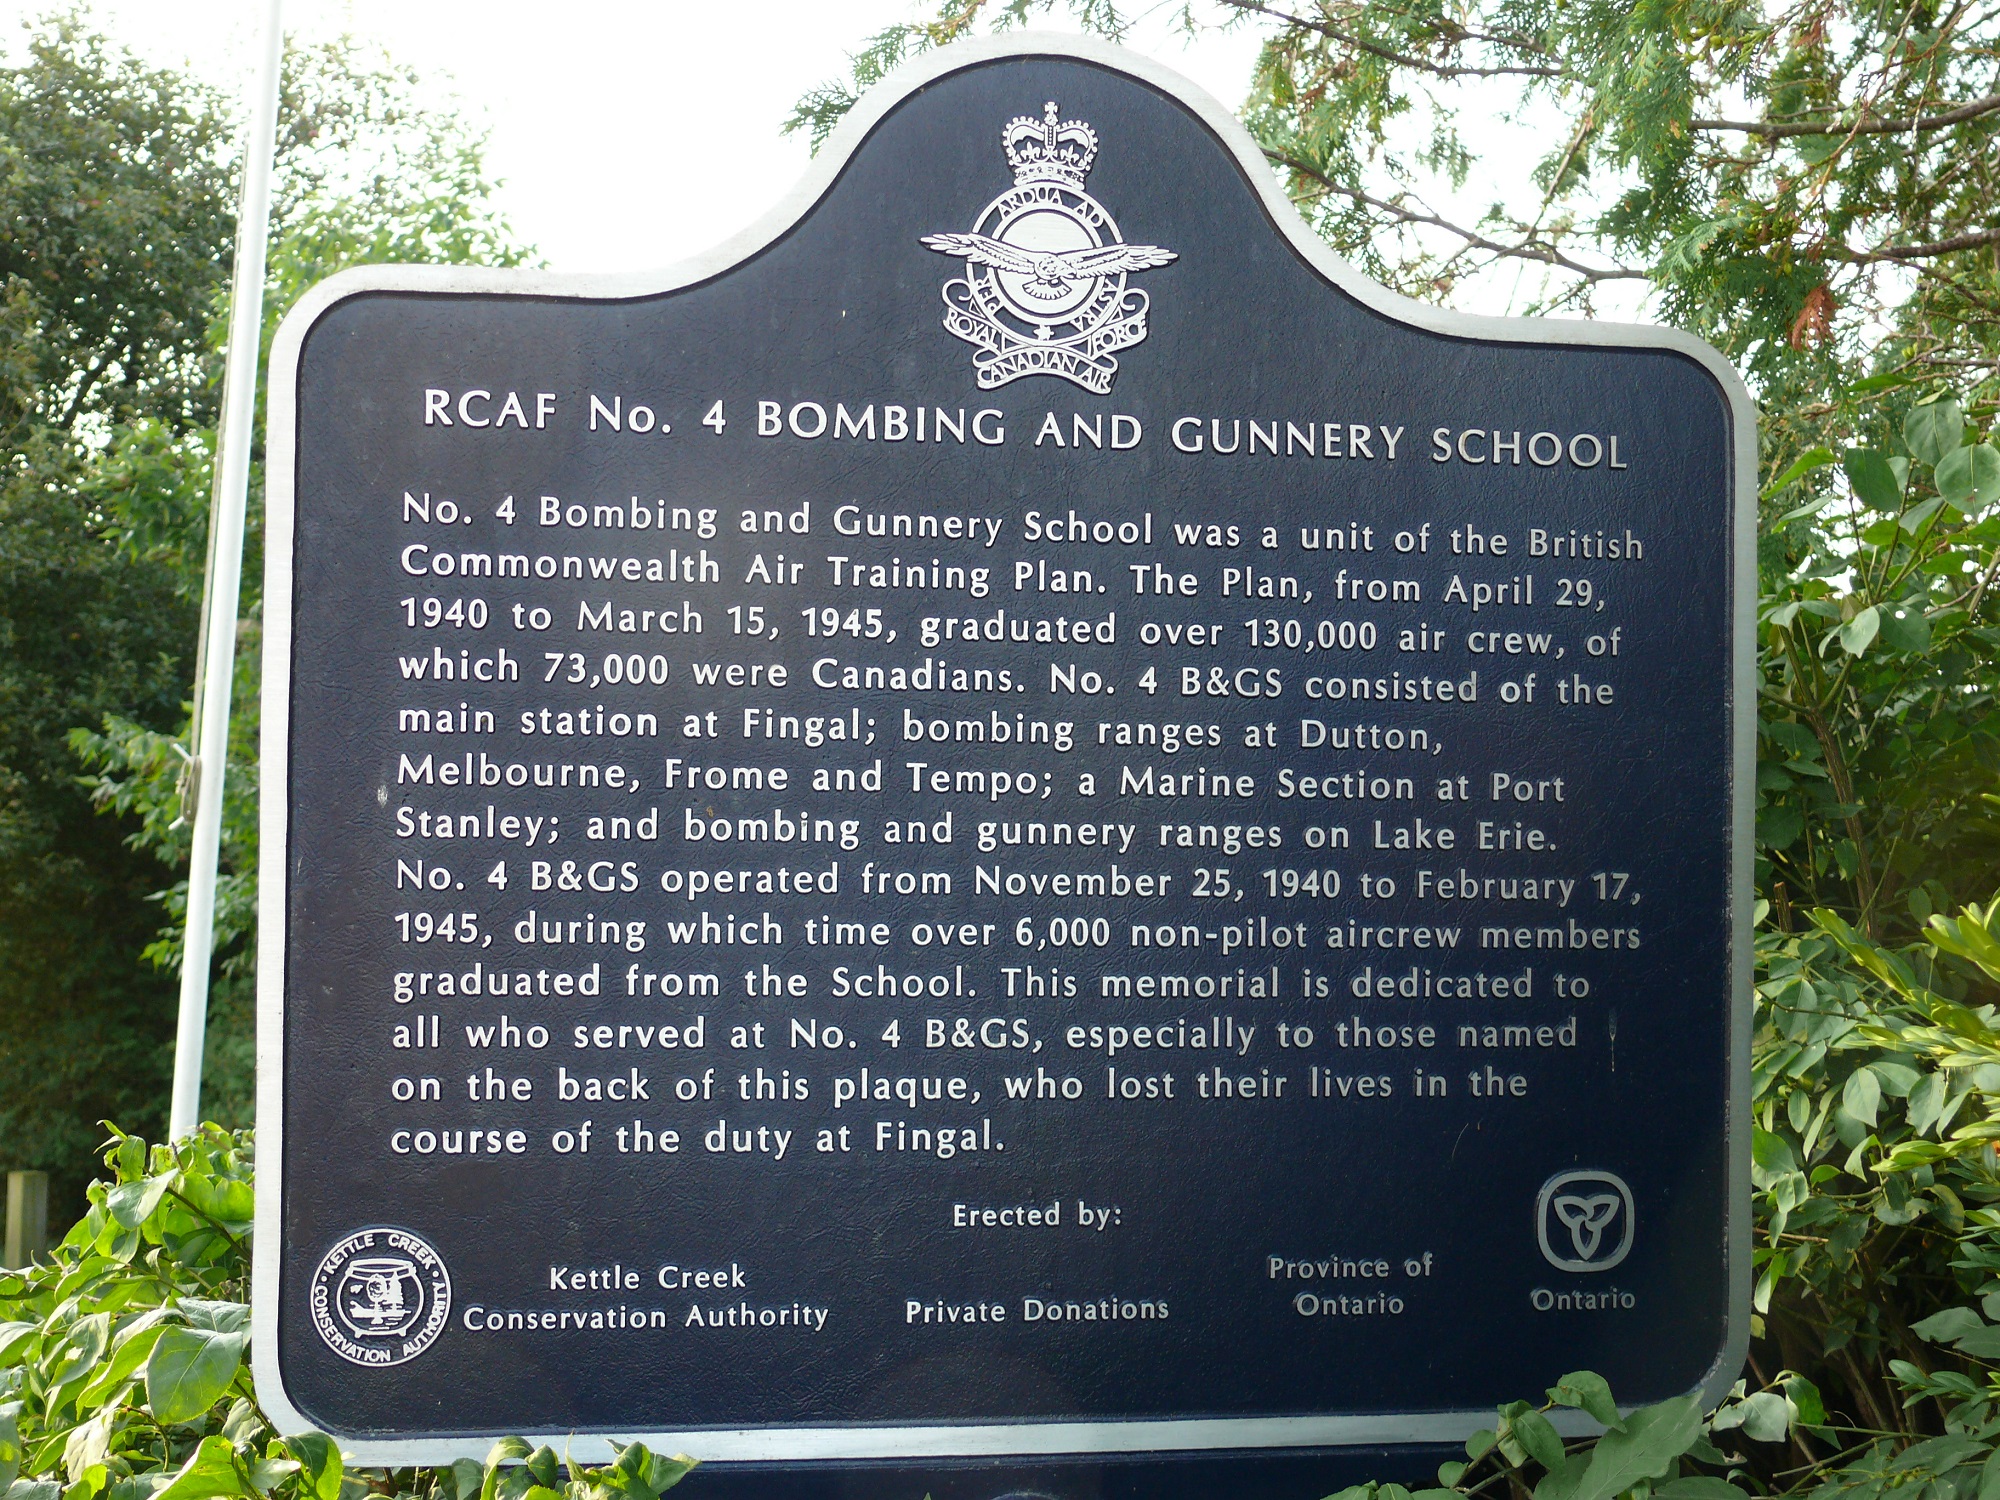 PER ARDUA AD ASTRA
ROYAL CANADIAN AIR FORCE
RCAF No. 4 BOMBING AND GUNNERY SCHOOL
No. 4 Bombing and Gunnery School was a unit of the British
Commonwealth Air Training Plan. The Plan, from April 29,
1940 to March 15, 1945, graduated over 130,000 air crew, of
which 73,000 were Canadians. No. 4 B&GS consisted of the
main station at Fingal; bombing ranges at Dutton,
Melbourne, Frome and Tempo; a Marine Section at Port
Stanley; and bombing and gunnery ranges on Lake Erie.
No. 4 B&GS operated from November 25, 1940 to February 17,
1945, during which time over 6,000 non-pilot aircrew members
graduated from the School. This memorial is dedicated to
all who served at No. 4 B&GS, especially to those named
on the back of this plaque, who lost their lives in the
course of the duty at Fingal.
Erected by:
KETTLE CREEK • CONSERVATION AUTHORITY •
Kettle Creek
Conservation Authority
Private Donations
Province of
Ontario
Ontario